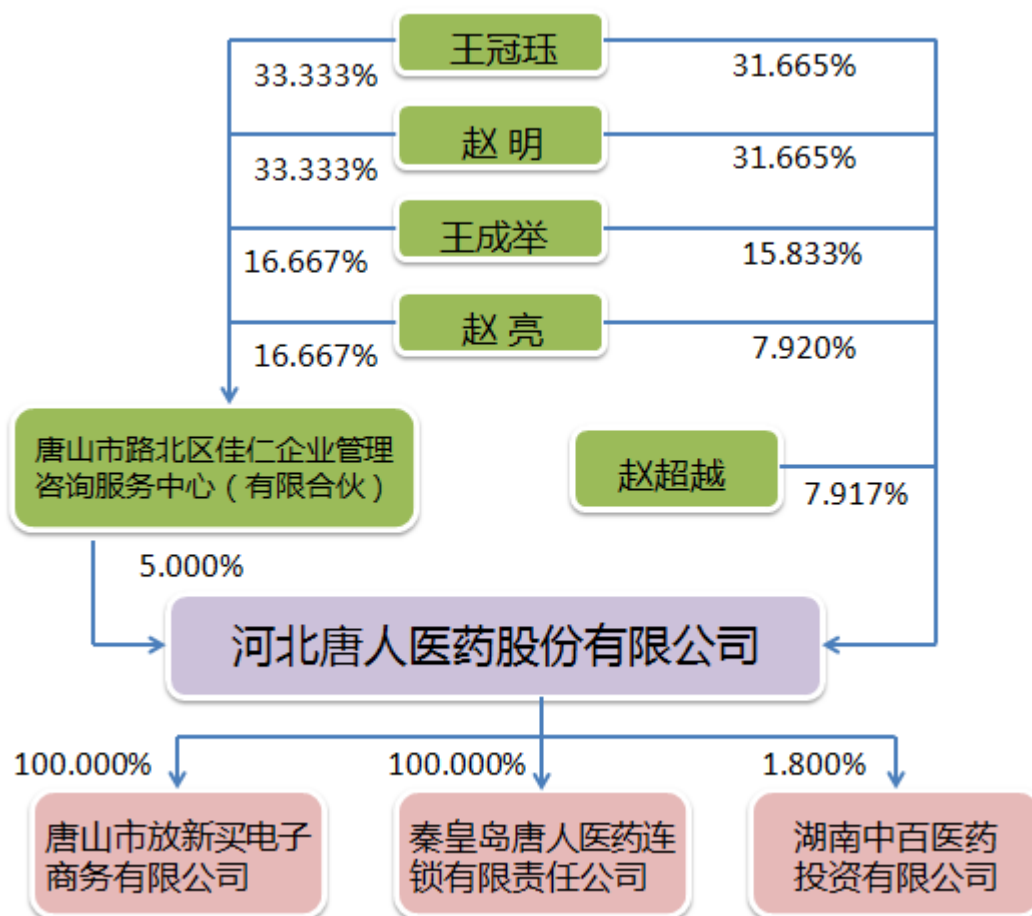 王冠珏
33.333%
31.665%
赵 明
33.333%
31.665%
王成举
16.667%
15.833%
赵 亮
16.667%
7.920%
唐山市路北区佳仁企业管理
咨询服务中心（有限合伙）
赵超越
7.917%
5.000%
河北唐人医药股份有限公司
100.000%
100.000%
1.800%
唐山市放新买电子
商务有限公司
秦皇岛唐人医药连
锁有限责任公司
湖南中百医药
投资有限公司